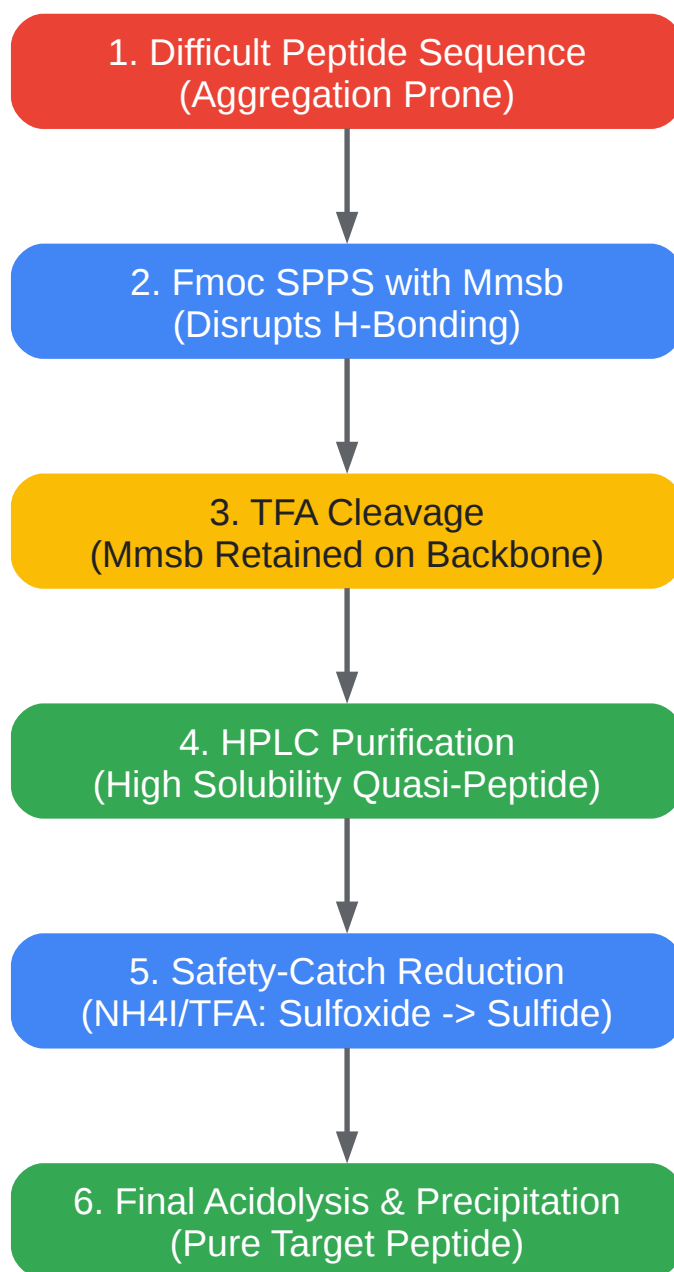 1. Difficult Peptide Sequence
(Aggregation Prone)
2. Fmoc SPPS with Mmsb
(Disrupts H-Bonding)
3. TFA Cleavage
(Mmsb Retained on Backbone)
4. HPLC Purification
(High Solubility Quasi-Peptide)
5. Safety-Catch Reduction
(NH4I/TFA: Sulfoxide -> Sulfide)
6. Final Acidolysis & Precipitation
(Pure Target Peptide)